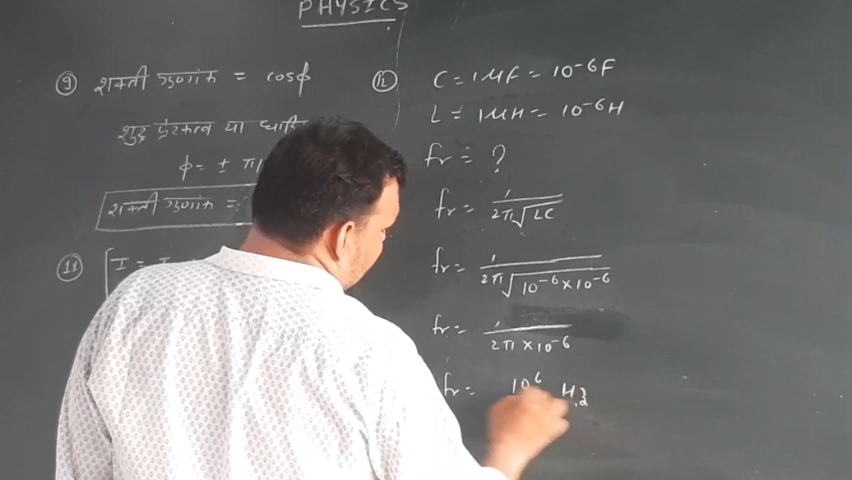 PHYSICS
⑨ शक्ती गुणांक = cosϕ
शुद्ध प्रेरकत्व या
ϕ = ±
शक्ती गुणांक =
⑪ I =
⑫ C = 1μF = 10⁻⁶F
L = 1μH = 10⁻⁶H
fr = ?
fr = 1/2π√LC
fr = 1/2π√10⁻⁶×10⁻⁶
fr = 1/2π×10⁻⁶
fr = 10⁶ Hz